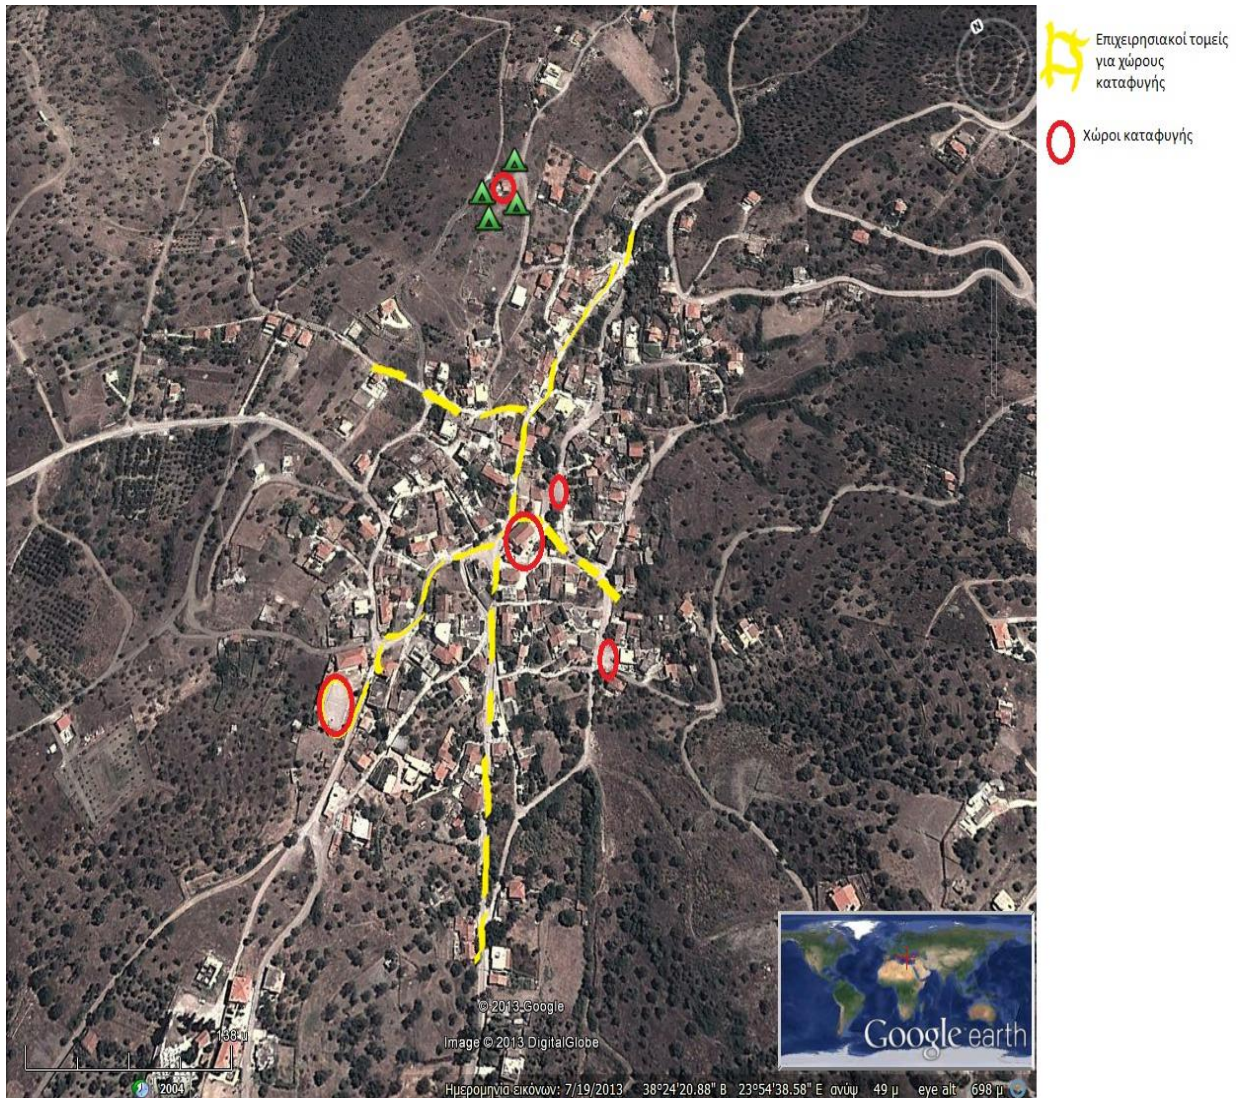 N
Επιχειρησιακοί τομείς
για χώρους
καταφυγής
Χώροι καταφυγής
© 2013 Google
Image © 2013 DigitalGlobe
138 μ
2004
Google earth
Ημερομηνία εικόνων: 7/19/2013 38°24'20.88" Β 23°54'38.58" Ε ανύψ 49 μ eye alt 698 μ